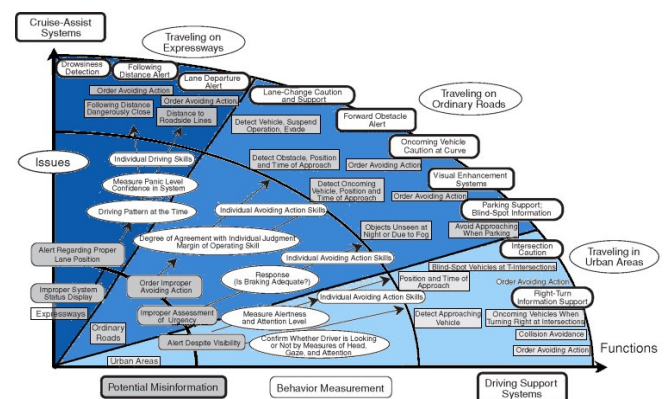 Cruise-Assist
Systems
Traveling on
Expressways
Drowsiness
Detection
Following
Distance Alert
Lane Departure
Alert
Order Avoiding Action
Following Distance
Dangerously Close
Order Avoiding Action
Distance to
Roadside Lines
Lane-Change Caution
and Support
Traveling on
Ordinary Roads
Detect Vehicle, Suspend
Operation, Evade
Forward Obstacle
Alert
Issues
Individual Driving Skills
Detect Obstacle, Position
and Time of Approach
Order Avoiding Action
Oncoming Vehicle
Caution at Curve
Measure Panic Level
Confidence in System
Detect Oncoming
Vehicle, Position and
Time of Approach
Order Avoiding Action
Visual Enhancement
Systems
Driving Pattern at the Time
Individual Avoiding Action Skills
Parking Support;
Blind-Spot Information
Alert Regarding Proper
Lane Position
Degree of Agreement with Individual Judgment
Margin of Operating Skill
Objects Unseen at
Night or Due to Fog
Avoid Approaching
When Parking
Intersection
Caution
Traveling in
Urban Areas
Individual Avoiding Action Skills
Improper System
Status Display
Order Improper
Avoiding Action
Response
(Is Braking Adequate?)
Blind-Spot Vehicles at T-Intersections
Position and Time of
Approach
Order Avoiding Action
Individual Avoiding Action Skills
Right-Turn
Information Support
Expressways
Improper Assessment
of Urgency
Measure Alertness
and Attention Level
Detect Approaching
Vehicle
Oncoming Vehicles When
Turning Right at Intersections
Ordinary
Roads
Collision Avoidance
Alert Despite Visibility
Confirm Whether Driver is Looking
or Not by Measures of Head,
Gaze, and Attention
Order Avoiding Action
Functions
Urban Areas
Potential Misinformation
Behavior Measurement
Driving Support
Systems